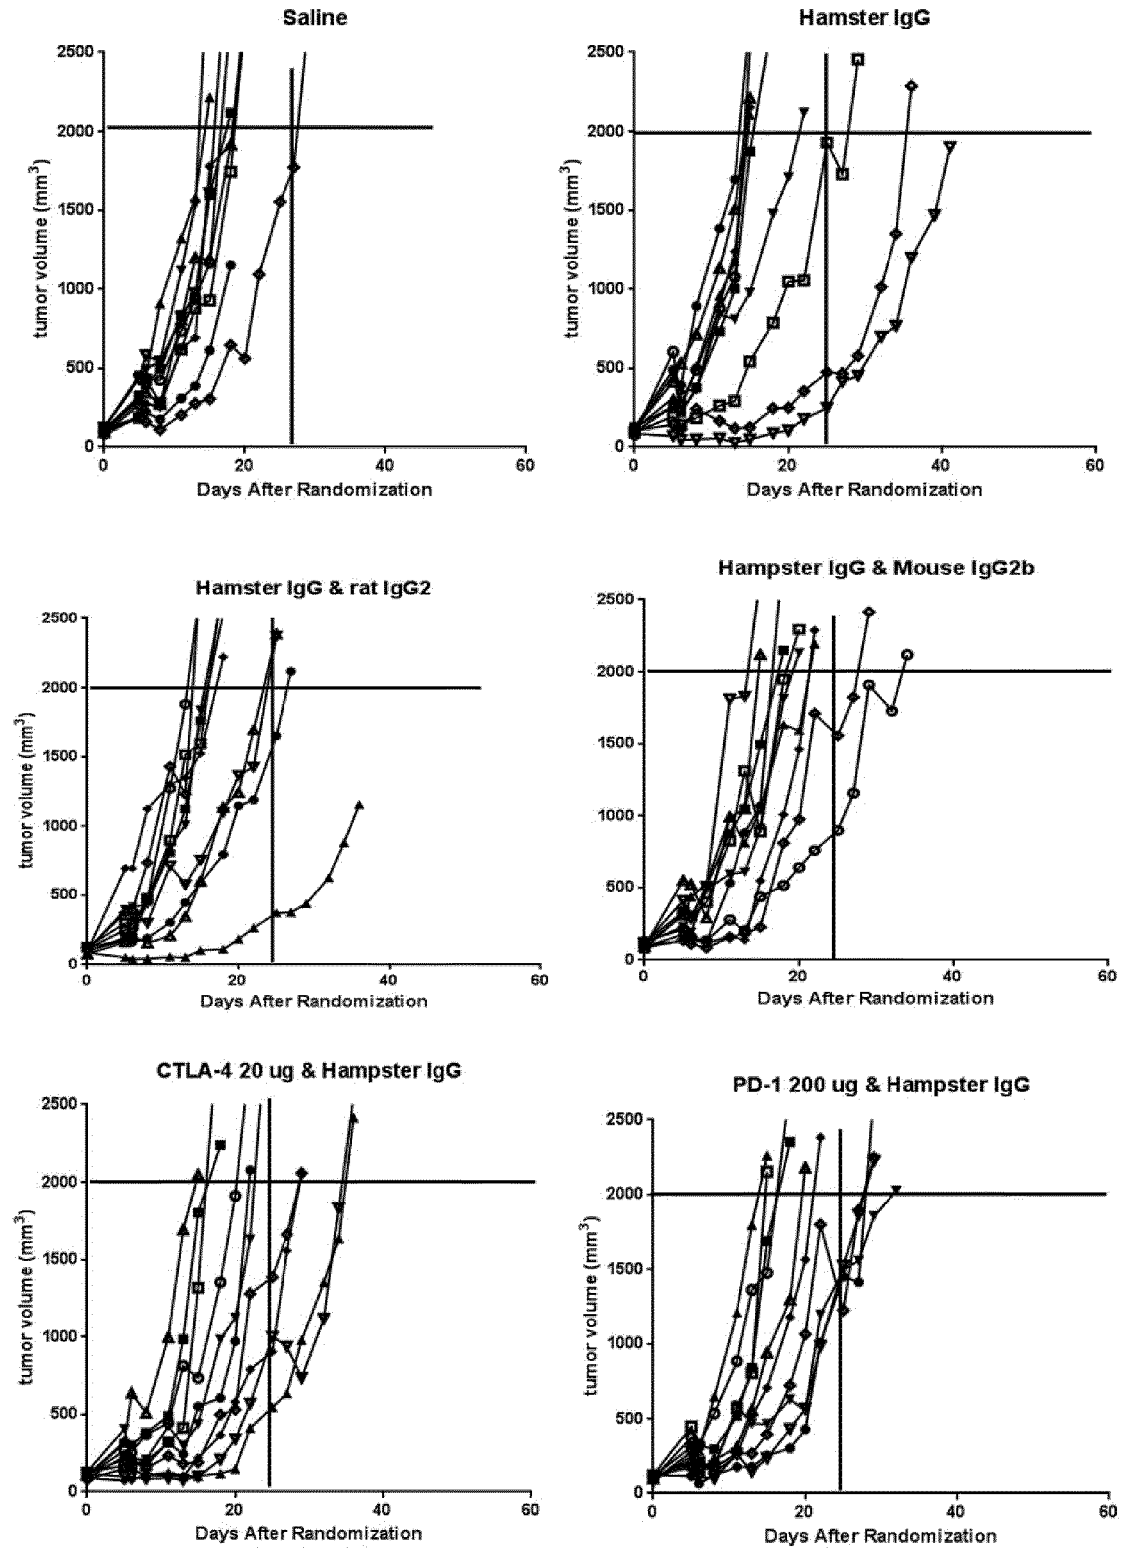 Saline
2500
2000
1500
1000
500
0
tumor volume (mm3)
0 20 40 60
Days After Randomization
Hamster IgG
2500
2000
1500
1000
500
0
tumor volume (mm3)
0 20 40 60
Days After Randomization
Hamster IgG & rat IgG2
2500
2000
1500
1000
500
0
tumor volume (mm3)
0 20 40 60
Days After Randomization
Hampster IgG & Mouse IgG2b
2500
2000
1500
1000
500
0
tumor volume (mm3)
0 20 40 60
Days After Randomization
CTLA-4 20 ug & Hampster IgG
2500
2000
1500
1000
500
0
tumor volume (mm3)
0 20 40 60
Days After Randomization
PD-1 200 ug & Hampster IgG
2500
2000
1500
1000
500
0
tumor volume (mm3)
0 20 40 60
Days After Randomization